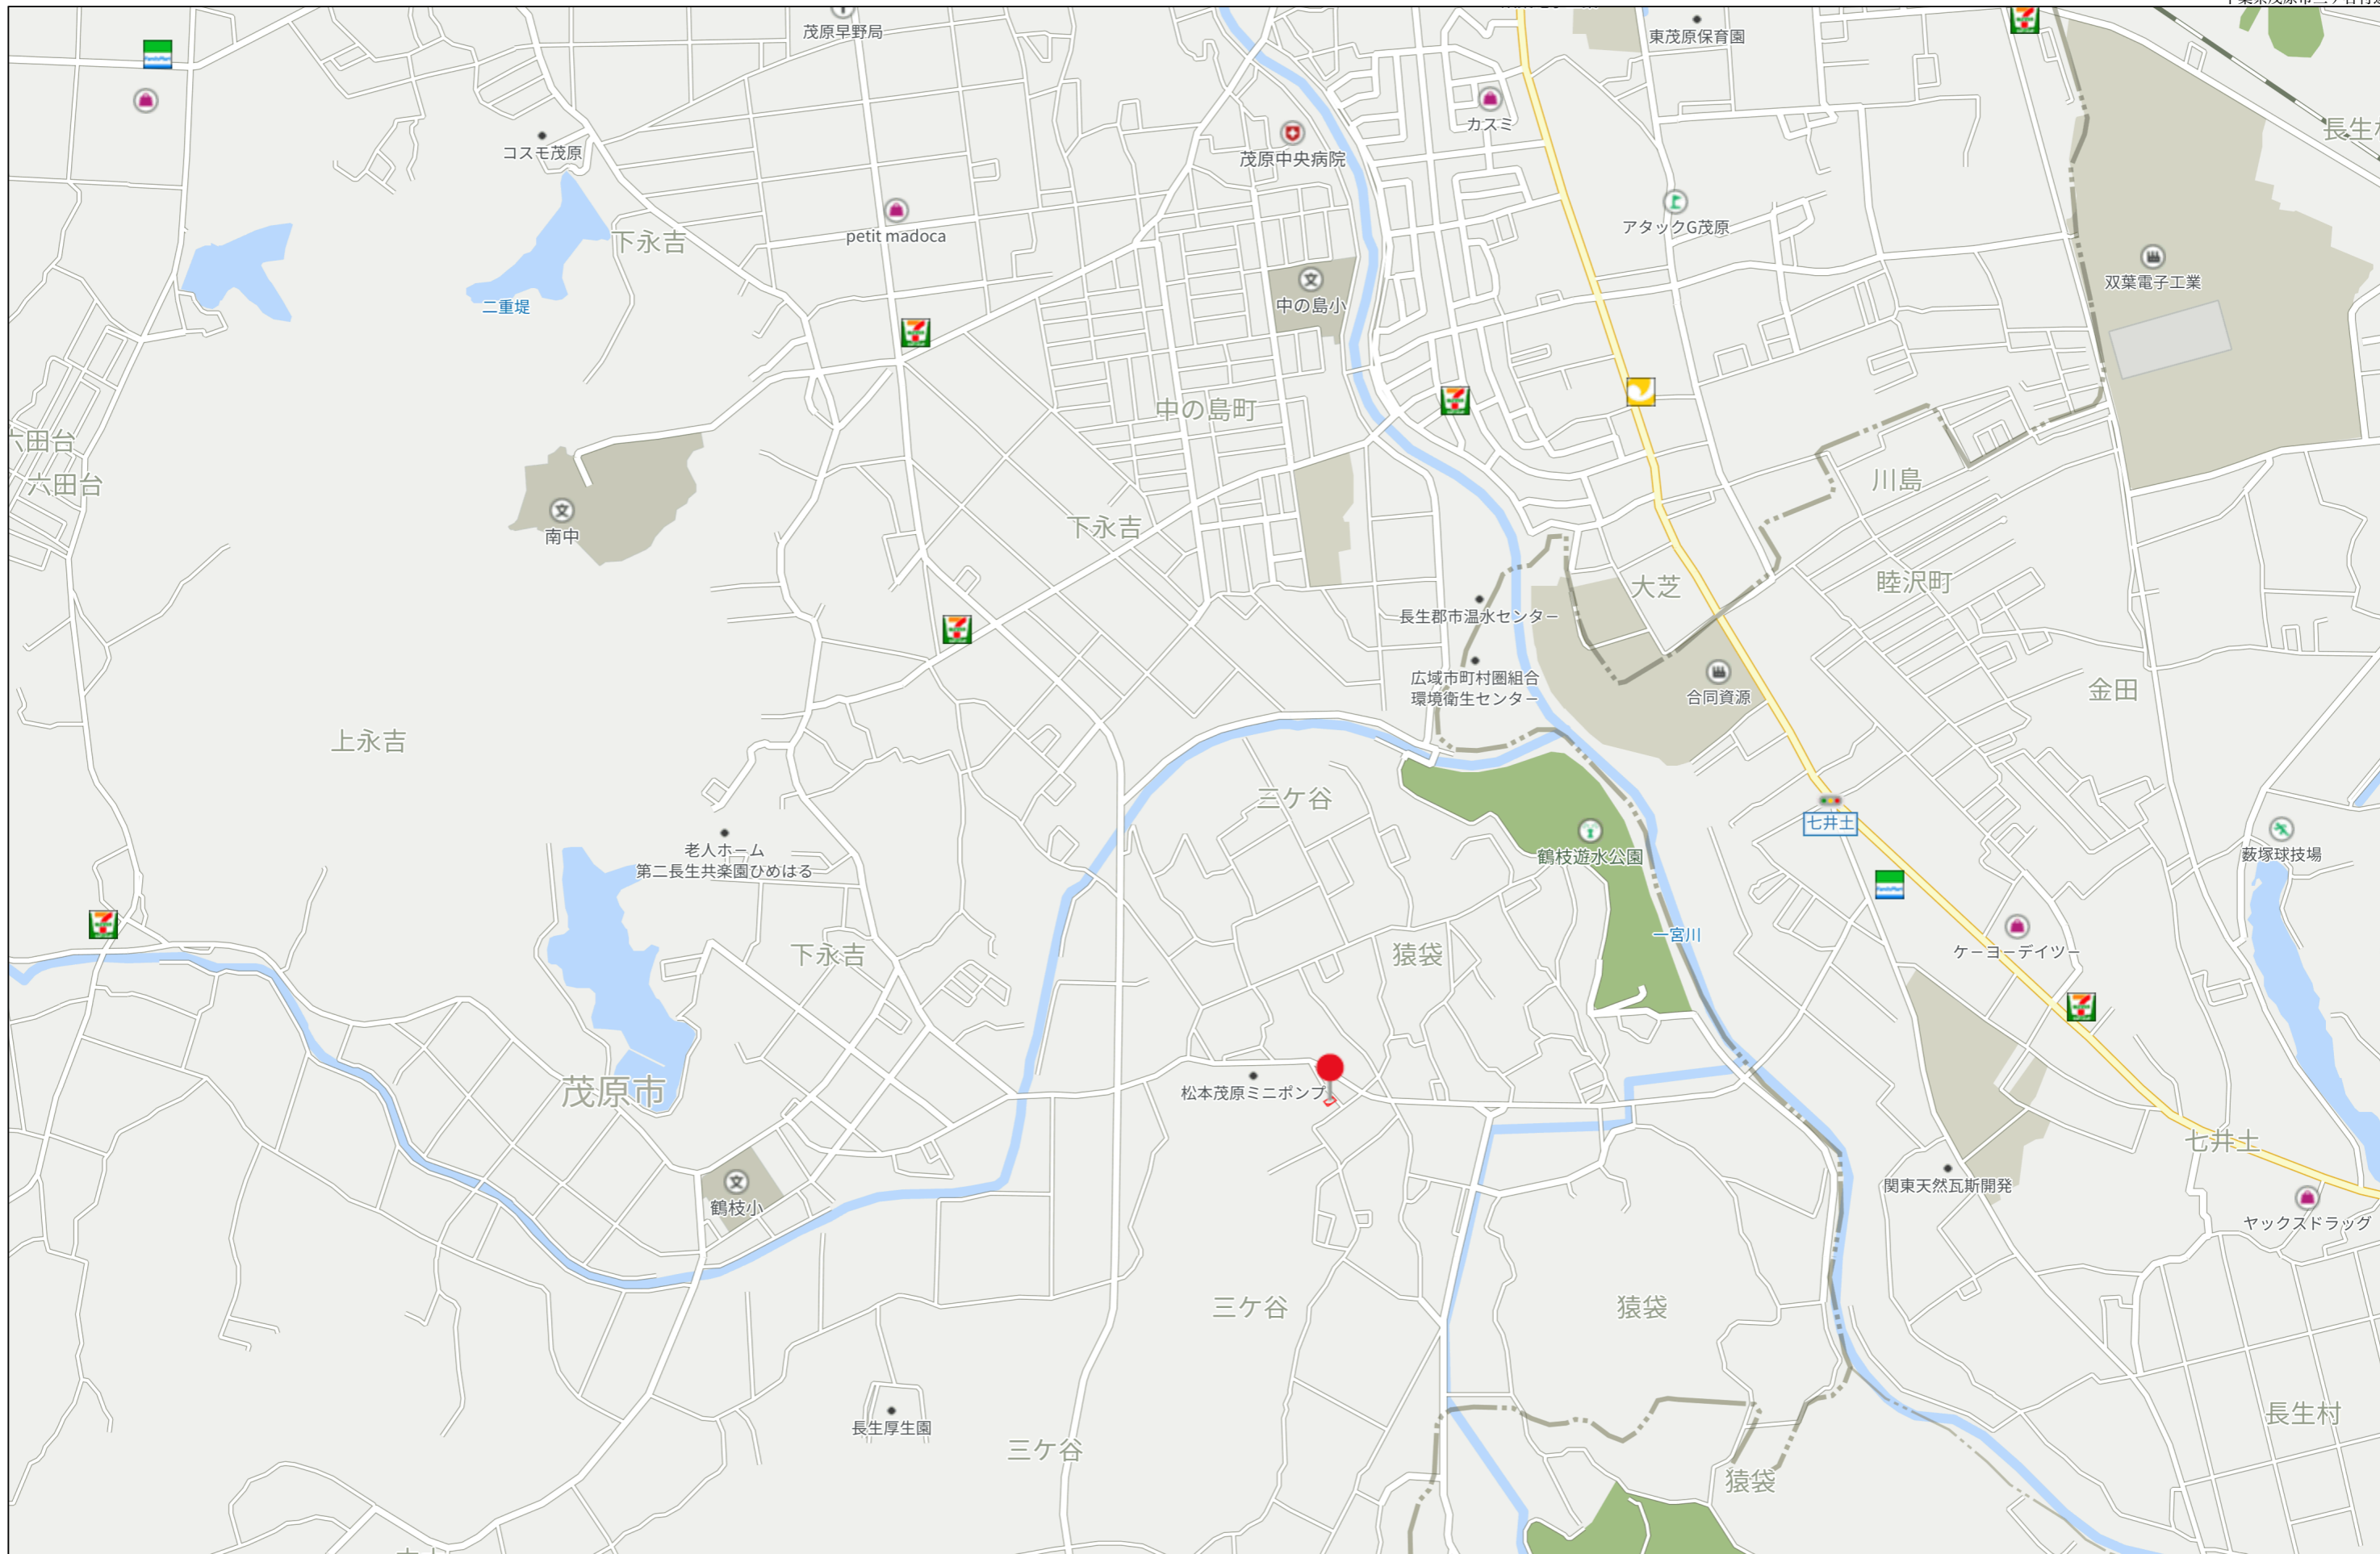 茂原早野局
東茂原保育園
長生村
コスモ茂原
カスミ
茂原中央病院
petit madoca
下永吉
アタックG茂原
双葉電子工業
二重堤
中の島小
中の島町
六田台
六田台
川島
南中
下永吉
大芝
睦沢町
長生郡市温水センター
広域市町村圏組合
環境衛生センター
合同資源
金田
上永吉
三ケ谷
七井土
老人ホーム
第二長生共楽園ひめはる
鶴枝遊水公園
薮塚球技場
下永吉
猿袋
一宮川
ケーヨーデイツー
茂原市
松本茂原ミニポンプ
七井土
鶴枝小
関東天然瓦斯開発
ヤックスドラッグ
三ケ谷
猿袋
長生厚生園
長生村
三ケ谷
猿袋